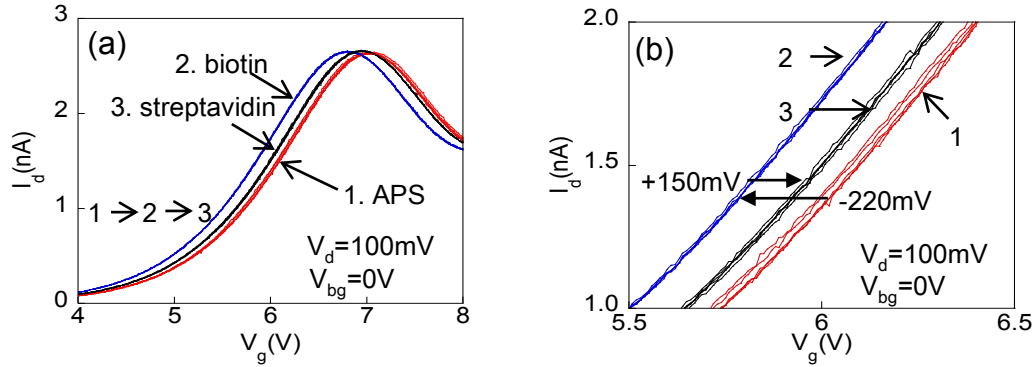 (a)
3
2
1
0
I_d(nA)
2. biotin
3. streptavidin
1. APS
1 → 2 → 3
V_d=100mV
V_bg=0V
4 5 6 7 8
V_g(V)
(b)
2.0
1.5
1.0
I_d(nA)
2
3
1
+150mV
-220mV
V_d=100mV
V_bg=0V
5.5 6 6.5
V_g(V)